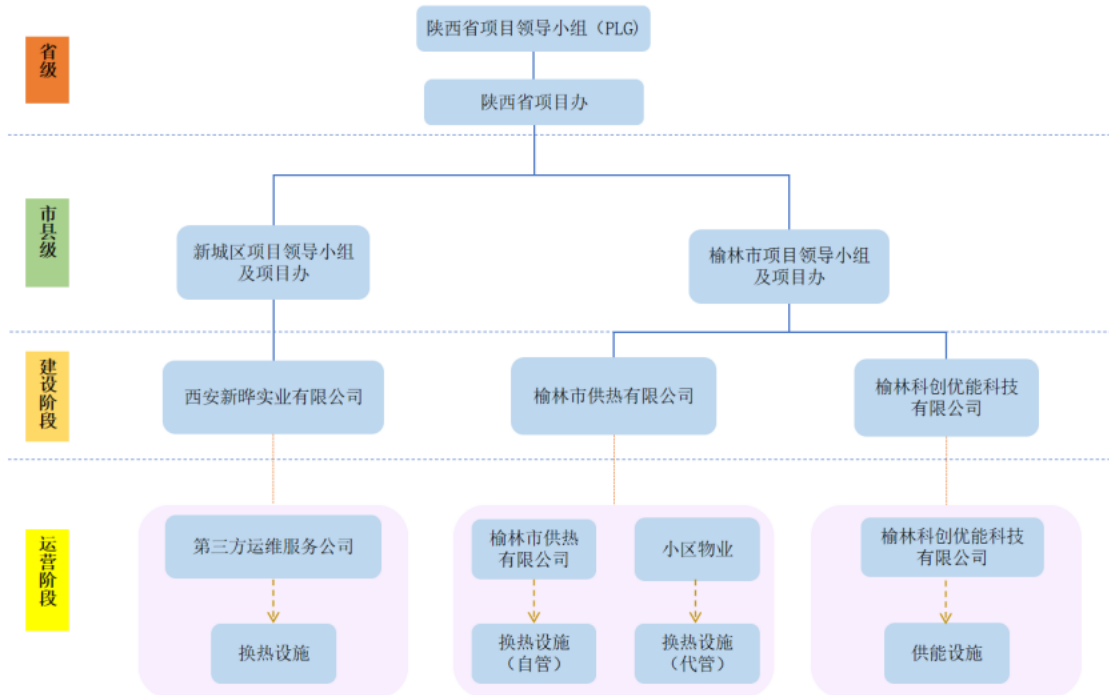 省级
陕西省项目领导小组（PLG)
陕西省项目办
市县级
新城区项目领导小组
及项目办
榆林市项目领导小组
及项目办
建设阶段
西安新晔实业有限公司
榆林市供热有限公司
榆林科创优能科技
有限公司
运营阶段
第三方运维服务公司
榆林市供热
有限公司
小区物业
榆林科创优能科技
有限公司
换热设施
换热设施
（自管）
换热设施
（代管）
供能设施